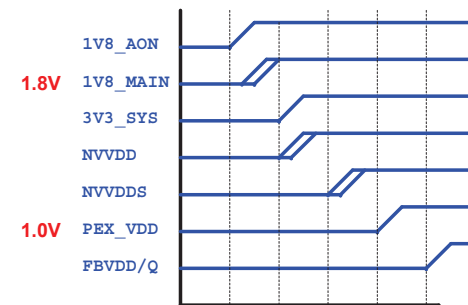 1V8_AON
1.8V 1V8_MAIN
3V3_SYS
NVVDD
NVVDDS
1.0V PEX_VDD
FBVDD/Q